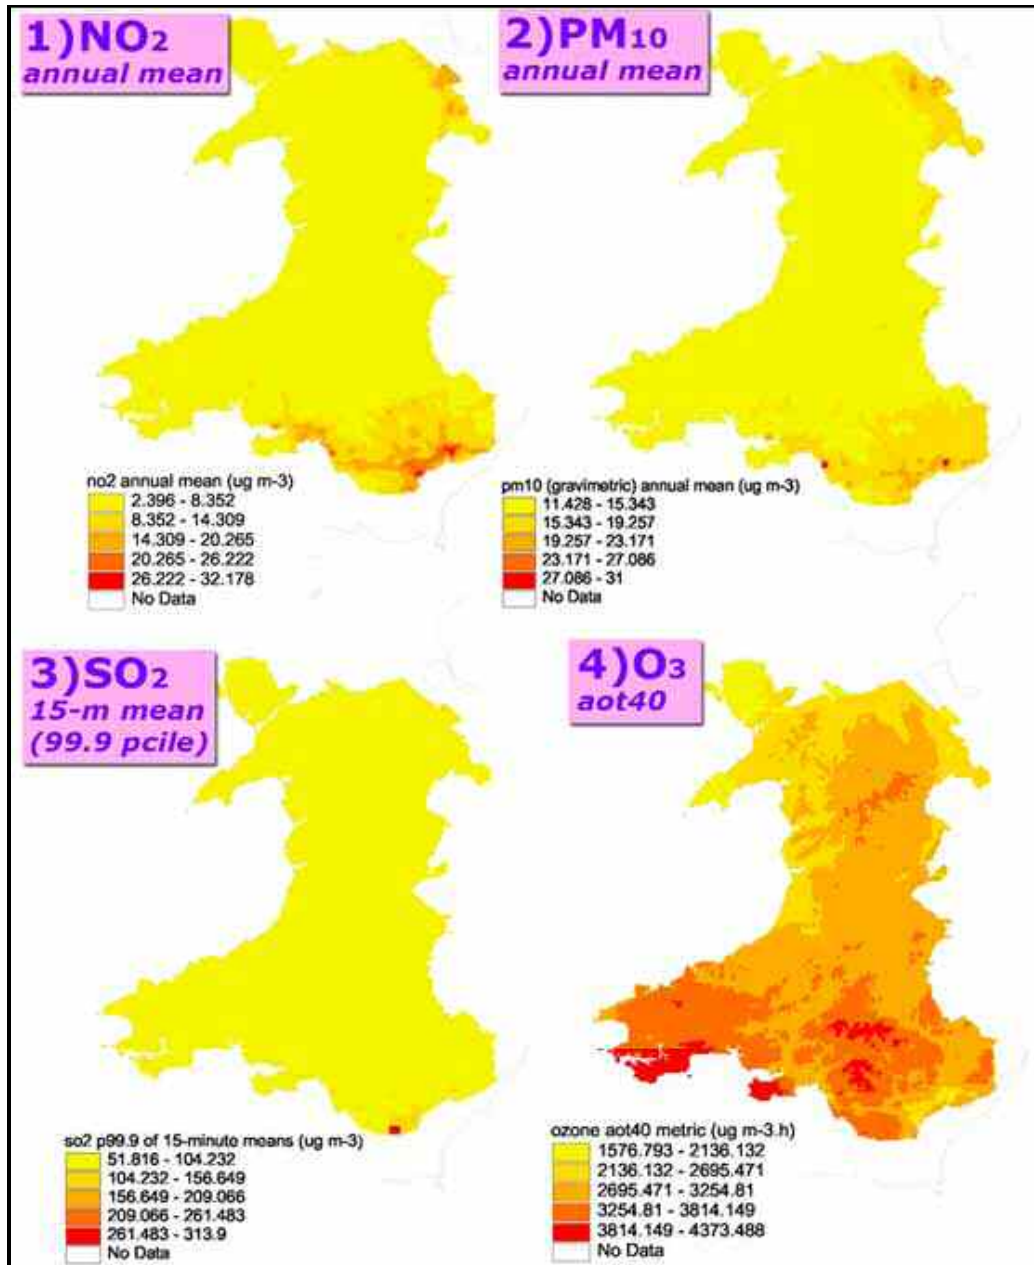 1)NO2
annual mean
2)PM10
annual mean
no2 annual mean (ug m-3)
2.396 - 8.352
8.352 - 14.309
14.309 - 20.265
20.265 - 26.222
26.222 - 32.178
No Data
pm10 (gravimetric) annual mean (ug m-3)
11.428 - 15.343
15.343 - 19.257
19.257 - 23.171
23.171 - 27.086
27.086 - 31
No Data
3)SO2
15-m mean
(99.9 pcile)
4)O3
aot40
so2 p99.9 of 15-minute means (ug m-3)
51.816 - 104.232
104.232 - 156.649
156.649 - 209.066
209.066 - 261.483
261.483 - 313.9
No Data
ozone aot40 metric (ug m-3.h)
1576.793 - 2136.132
2136.132 - 2695.471
2695.471 - 3254.81
3254.81 - 3814.149
3814.149 - 4373.488
No Data